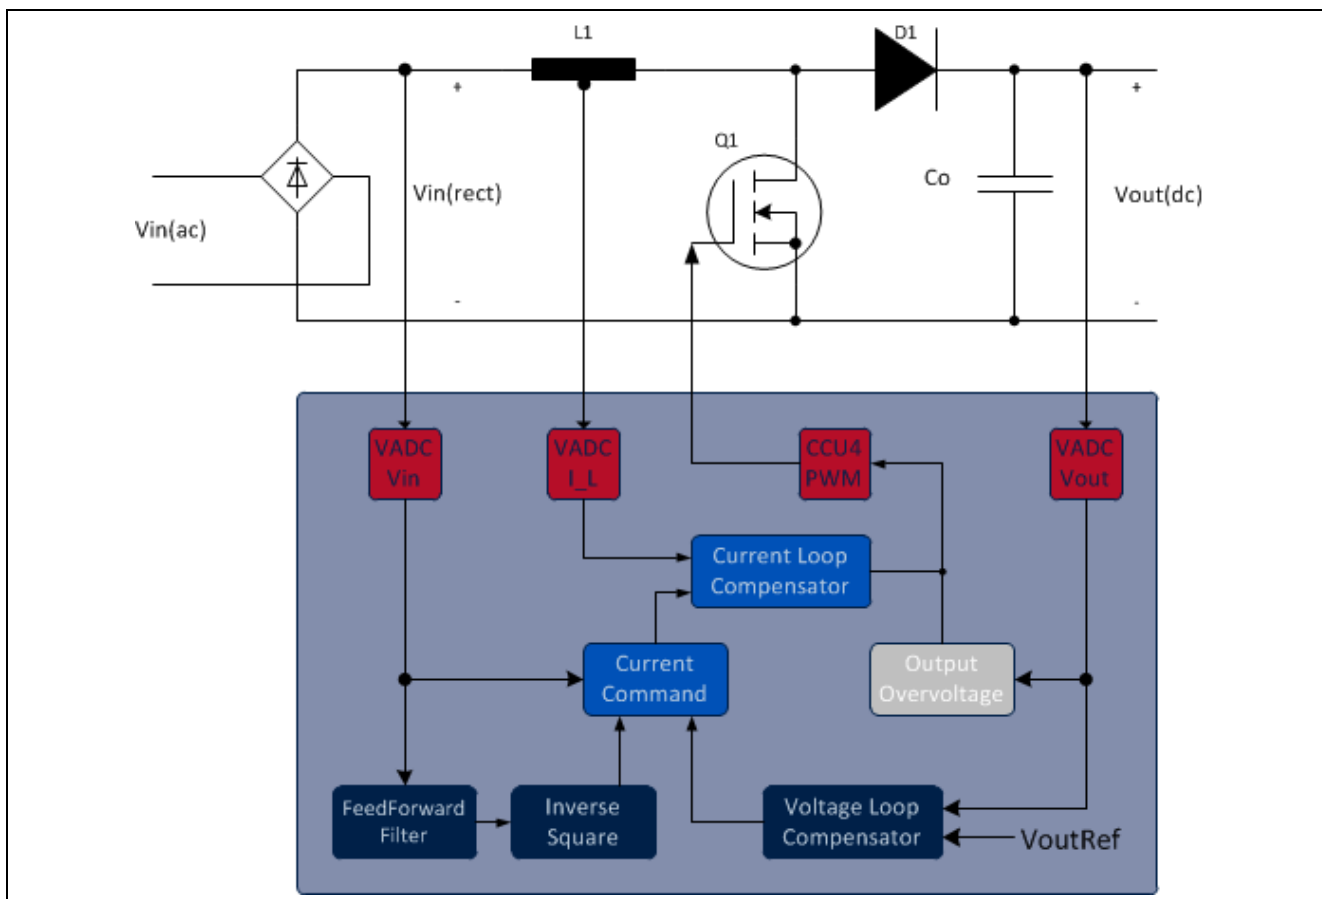 L1
D1
+
+
Q1
Vin(rect)
Co
Vout(dc)
Vin(ac)
-
-
VADC
Vin
VADC
I_L
CCU4
PWM
VADC
Vout
Current Loop
Compensator
Current
Command
Output
Overvoltage
FeedForward
Filter
Inverse
Square
Voltage Loop
Compensator
VoutRef